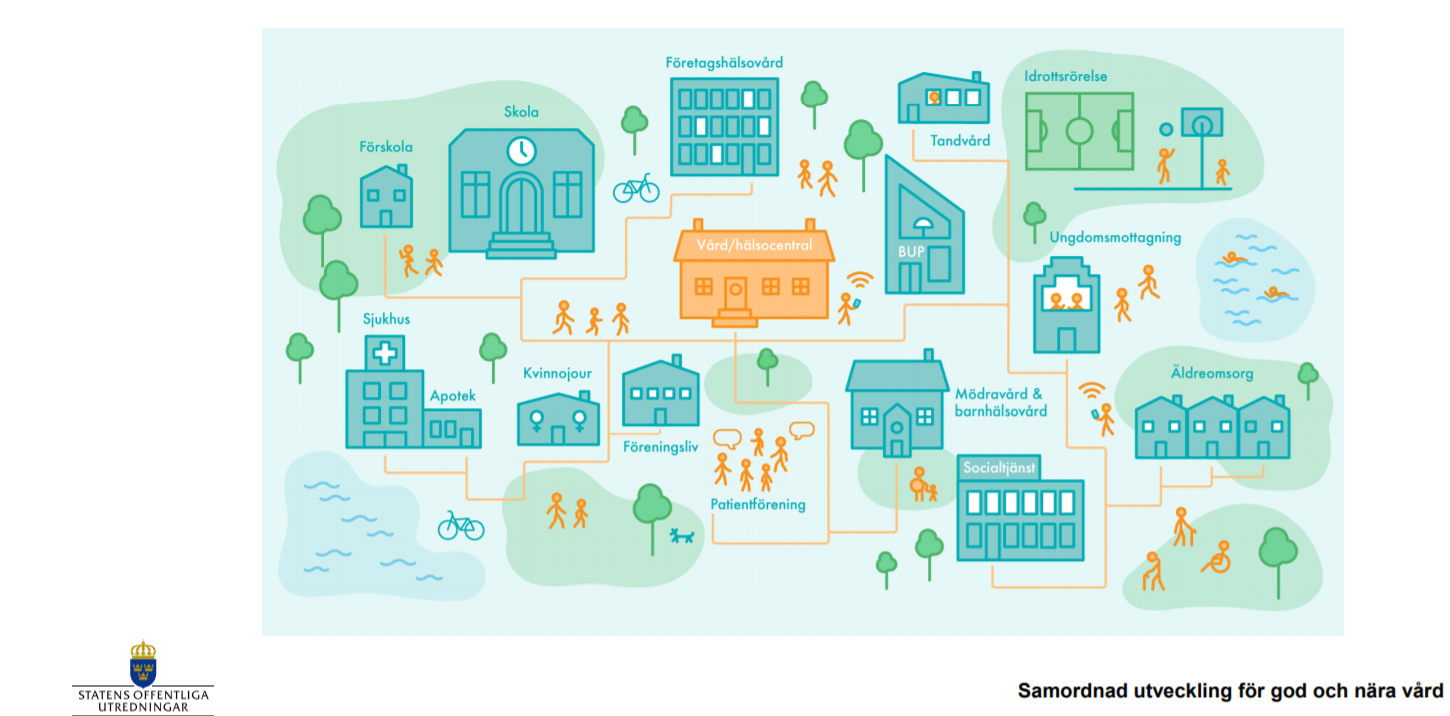 Företagshälsovård
Idrottsrörelse
Skola
Tandvård
Förskola
Ungdomsmottagning
Vård/hälsocentral
BUP
Sjukhus
Kvinnojour
Äldreomsorg
Apotek
Mödravård &
barnhälsovård
Föreningsliv
Socialtjänst
Patientförening
STATENS OFFENTLIGA
UTREDNINGAR
Samordnad utveckling för god och nära vård